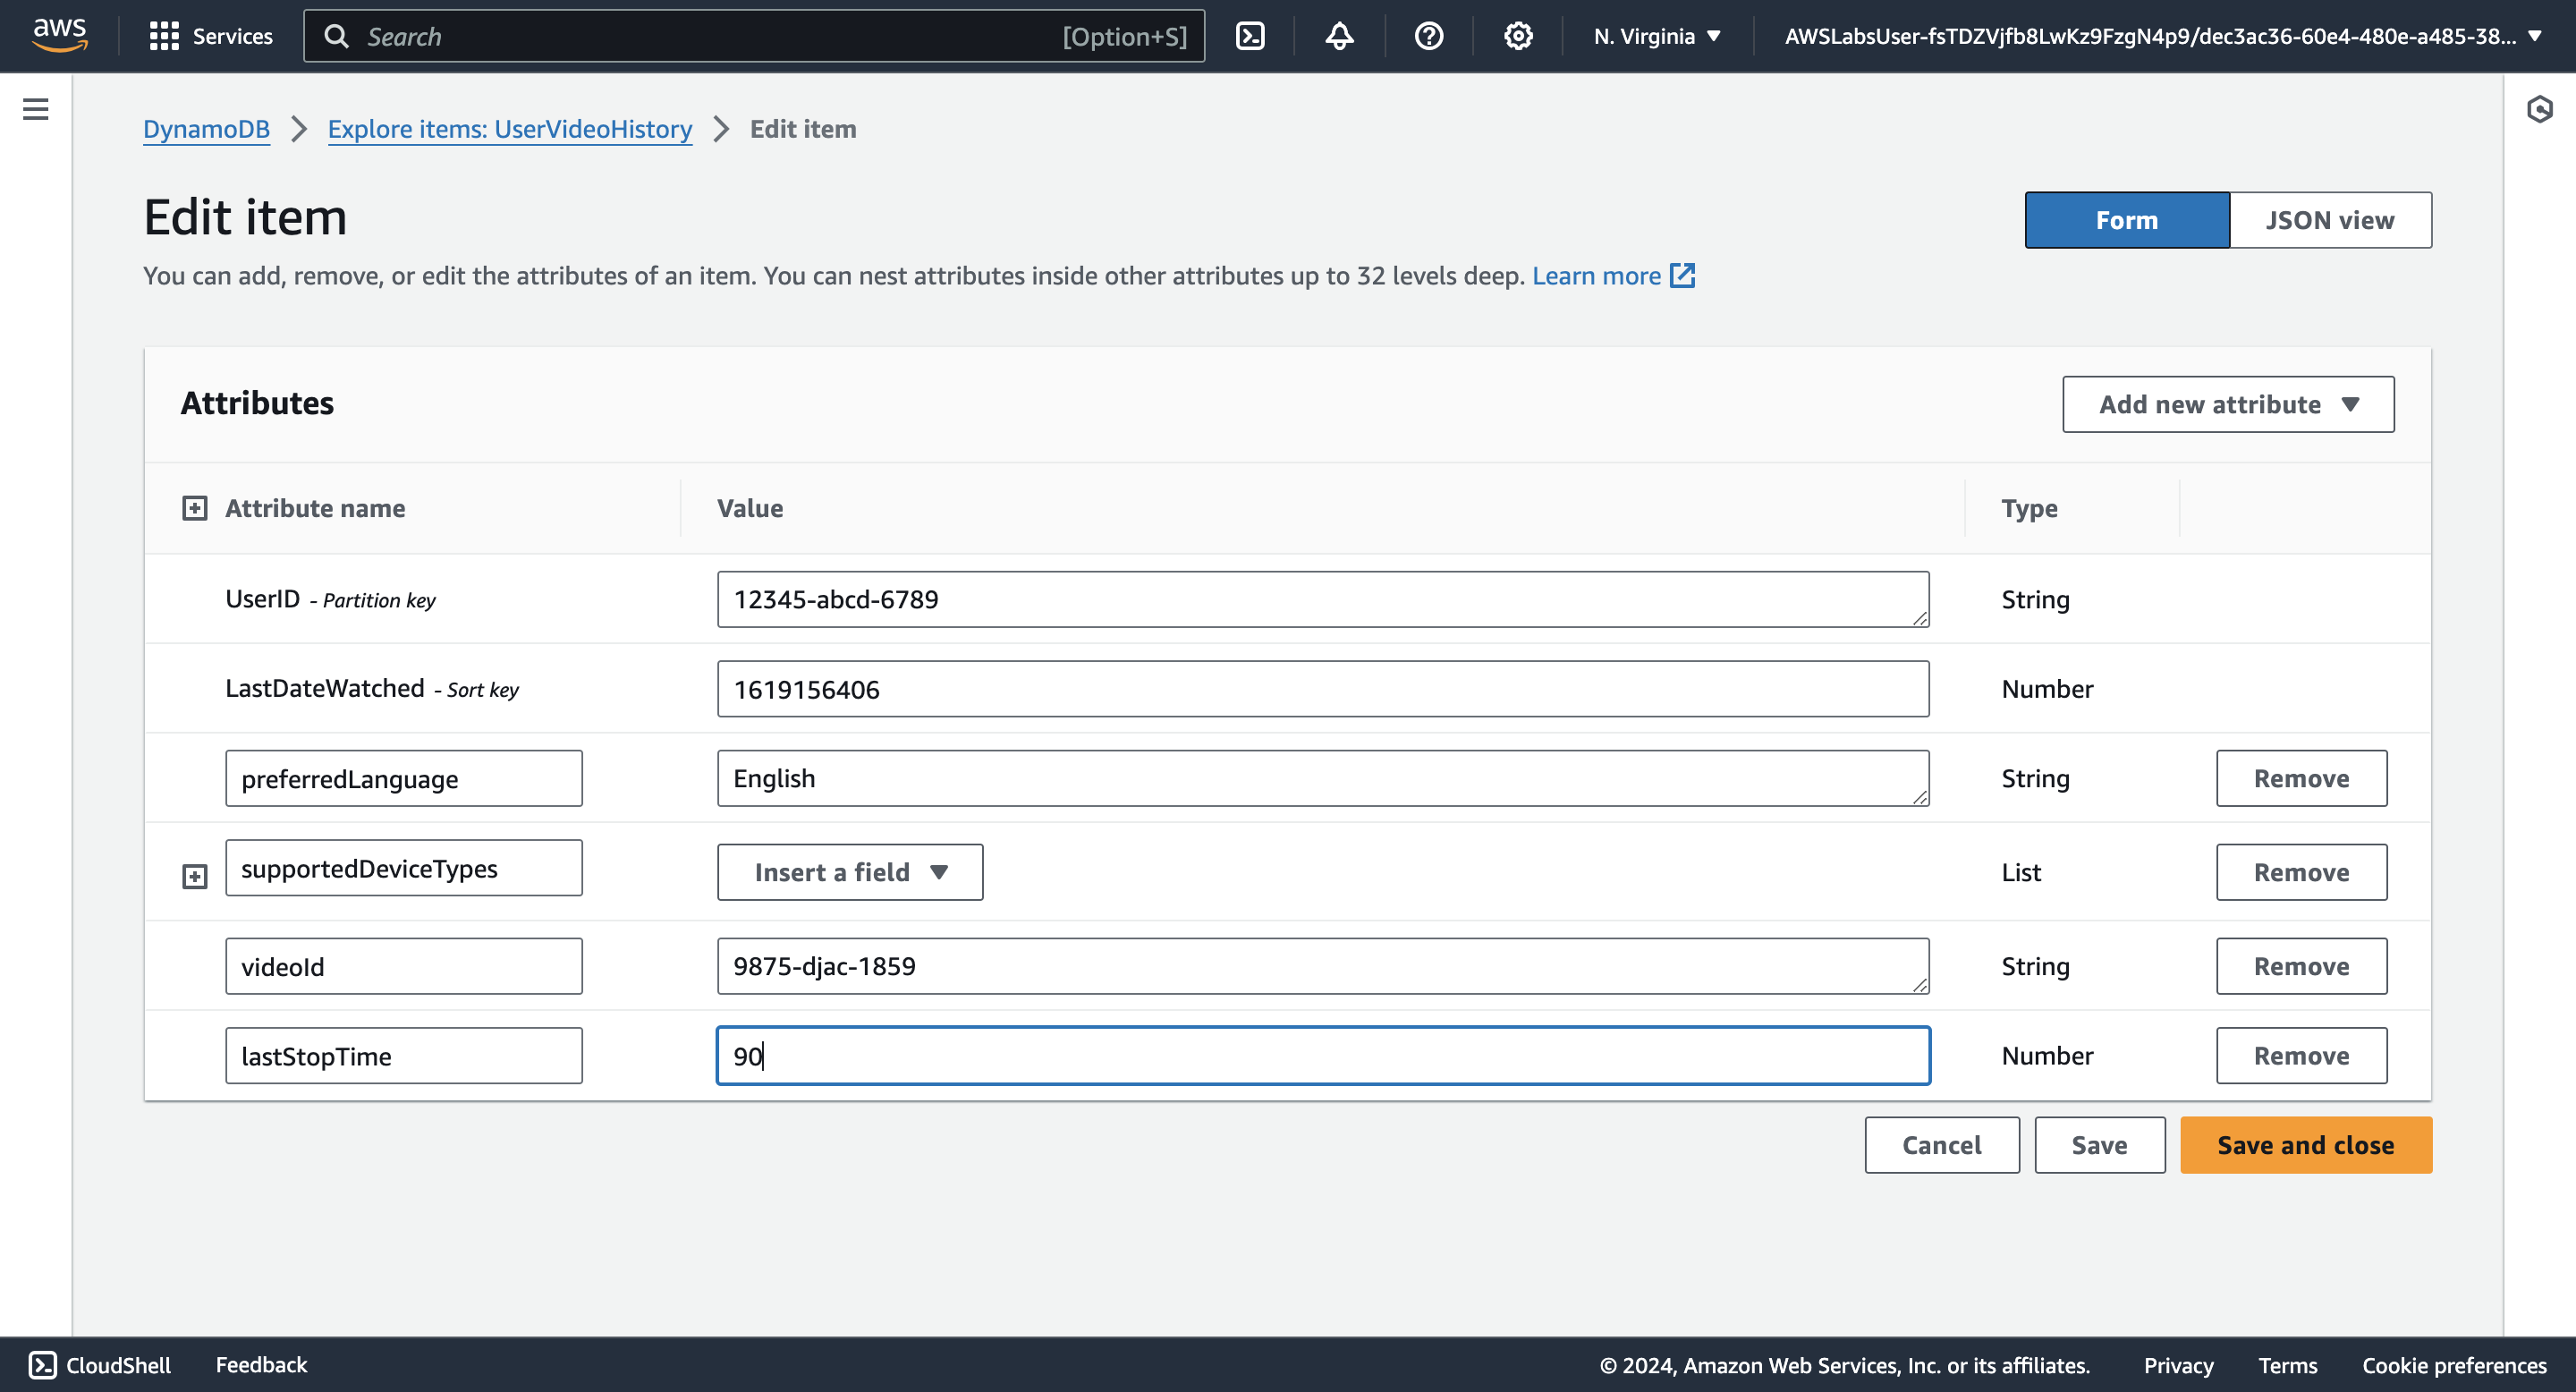 aws Services Search [Option+S] N. Virginia AWSLabsUser-fsTDZVjfb8LwKz9FzgN4p9/dec3ac36-60e4-480e-a485-38...
DynamoDB Explore items: UserVideoHistory Edit item
Edit item
Form JSON view
You can add, remove, or edit the attributes of an item. You can nest attributes inside other attributes up to 32 levels deep. Learn more
Attributes
Add new attribute
Attribute name Value Type
UserID - Partition key 12345-abcd-6789 String
LastDateWatched - Sort key 1619156406 Number
preferredLanguage English String Remove
supportedDeviceTypes Insert a field List Remove
videoId 9875-djac-1859 String Remove
lastStopTime 90 Number Remove
Cancel Save Save and close
CloudShell Feedback © 2024, Amazon Web Services, Inc. or its affiliates. Privacy Terms Cookie preferences